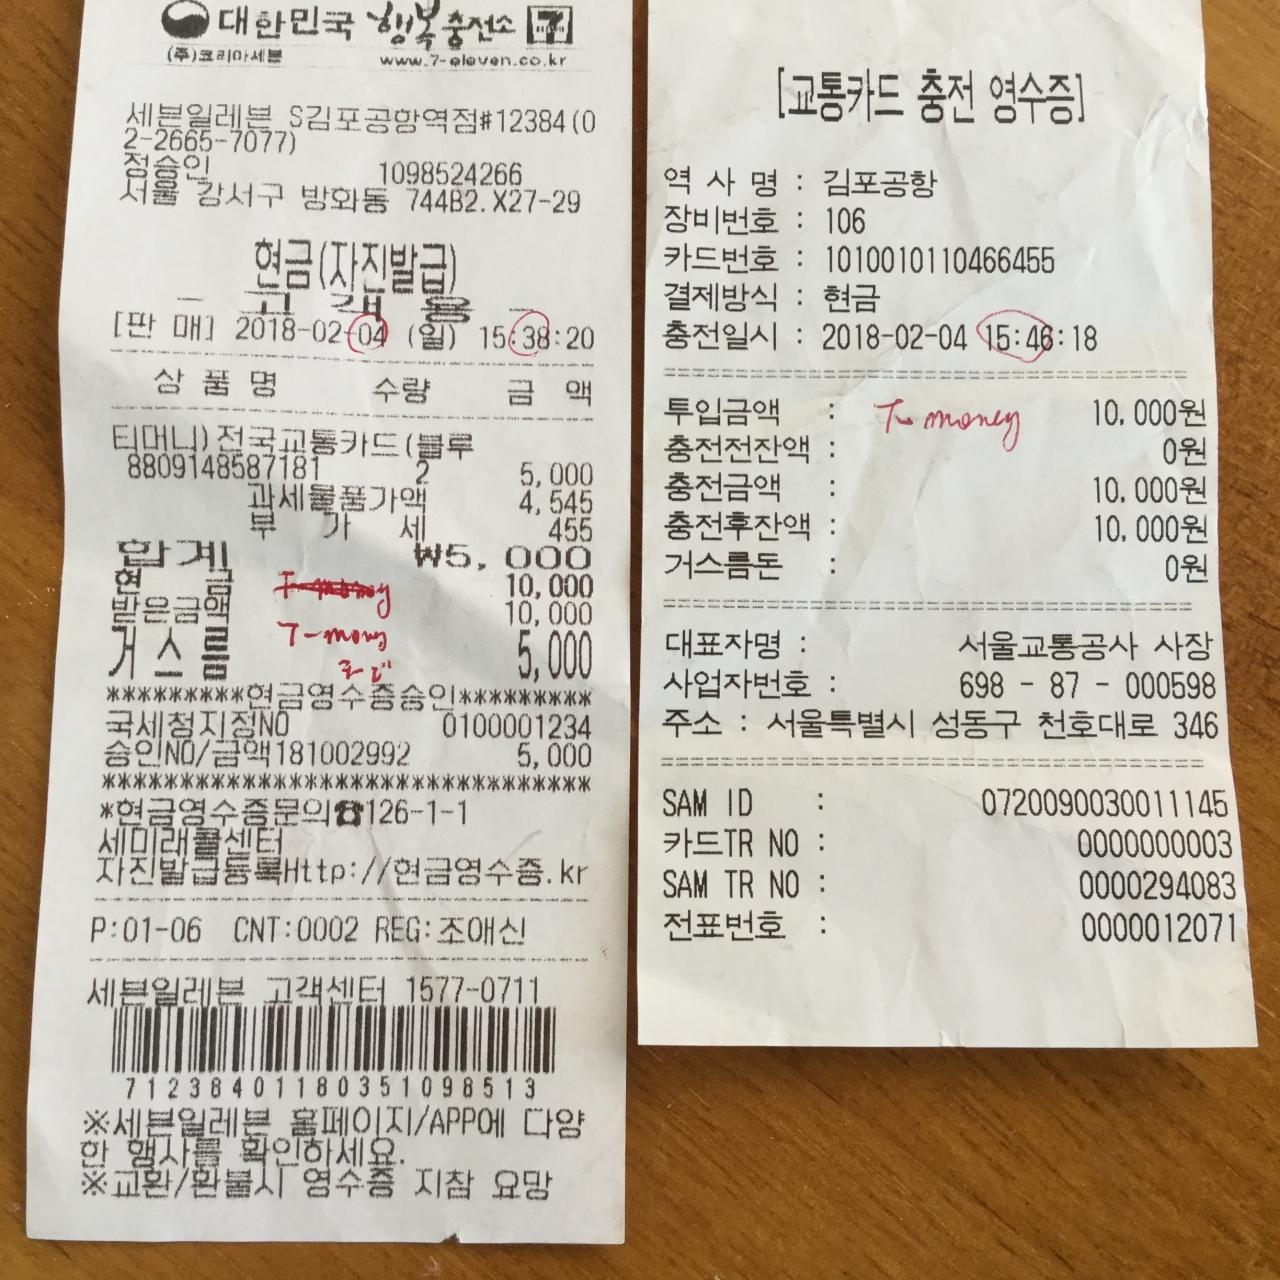 대한민국 행복충전소 7
(주)코리아세븐 www.7-eleven.co.kr
세븐일레븐 S김포공항역점#12384(0
2-2665-7077)
정승인 1098524266
서울 강서구 방화동 744B2.X27-29
현금(자진발급)
고 객 용
[판 매] 2018-02-04 (일) 15:38:20
상 품 명 수량 금 액
티머니)전국교통카드(블루
8809148587181 2 5,000
과세물품가액 4,545
부 가 세 455
합계 ₩5,000
현 금 T-money 10,000
받은금액 10,000
T-money
거스름 5,000
*********현금영수증승인*********
국세청지정NO 0100001234
승인NO/금액181002992 5,000
********************************
*현금영수증문의☎126-1-1
세미래콜센터
자진발급등록Http://현금영수증.kr
P:01-06 CNT:0002 REG:조애신
세븐일레븐 고객센터 1577-0711
71238401180351098513
※세븐일레븐 홈페이지/APP에 다양
한 행사를 확인하세요.
※교환/환불시 영수증 지참 요망
[교통카드 충전 영수증]
역 사 명 : 김포공항
장비번호 : 106
카드번호 : 1010010110466455
결제방식 : 현금
충전일시 : 2018-02-04 15:46:18
투입금액 : T-money 10,000원
충전전잔액 : 0원
충전금액 : 10,000원
충전후잔액 : 10,000원
거스름돈 : 0원
대표자명 : 서울교통공사 사장
사업자번호 : 698 - 87 - 000598
주소 : 서울특별시 성동구 천호대로 346
SAM ID : 0720090030011145
카드TR NO : 0000000003
SAM TR NO : 0000294083
전표번호 : 0000012071